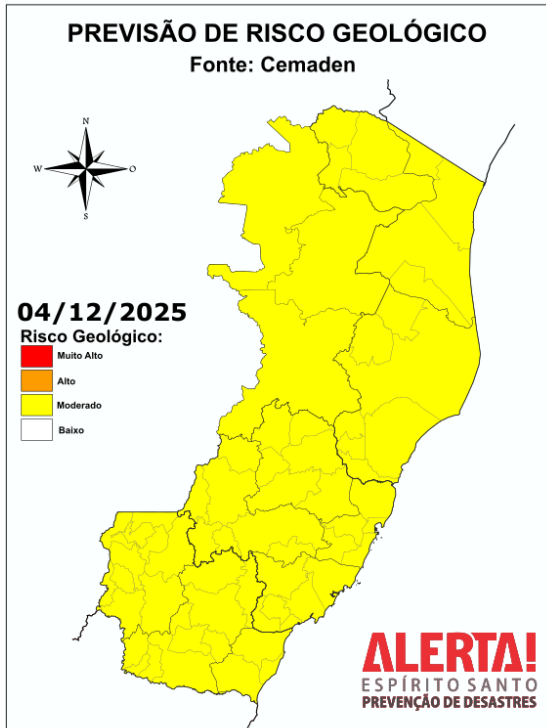 PREVISÃO DE RISCO GEOLÓGICO
Fonte: Cemaden
N
W
O
S
04/12/2025
Risco Geológico:
Muito Alto
Alto
Moderado
Baixo
ALERTA!
ESPÍRITO SANTO
PREVENÇÃO DE DESASTRES